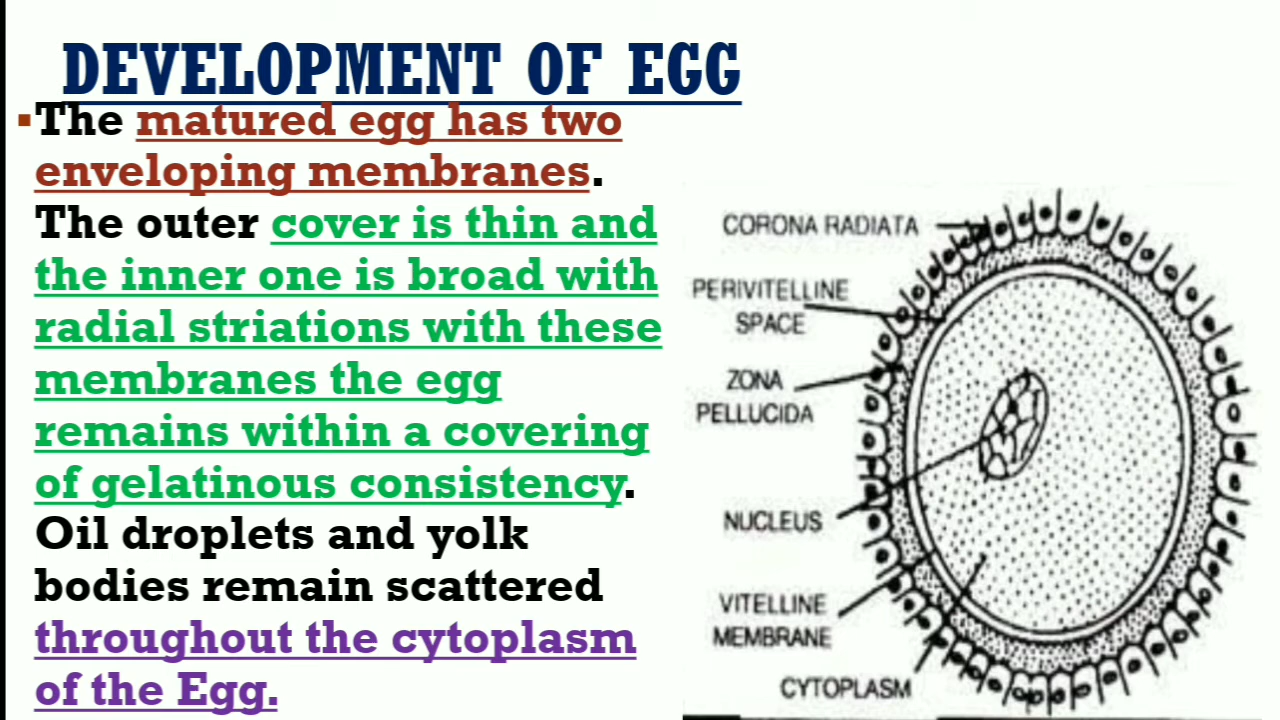 DEVELOPMENT OF EGG
▪The matured egg has two
enveloping membranes.
The outer cover is thin and
the inner one is broad with
radial striations with these
membranes the egg
remains within a covering
of gelatinous consistency.
Oil droplets and yolk
bodies remain scattered
throughout the cytoplasm
of the Egg.
CORONA RADIATA
PERIVITELLINE
SPACE
ZONA
PELLUCIDA
NUCLEUS
VITELLINE
MEMBRANE
CYTOPLASM